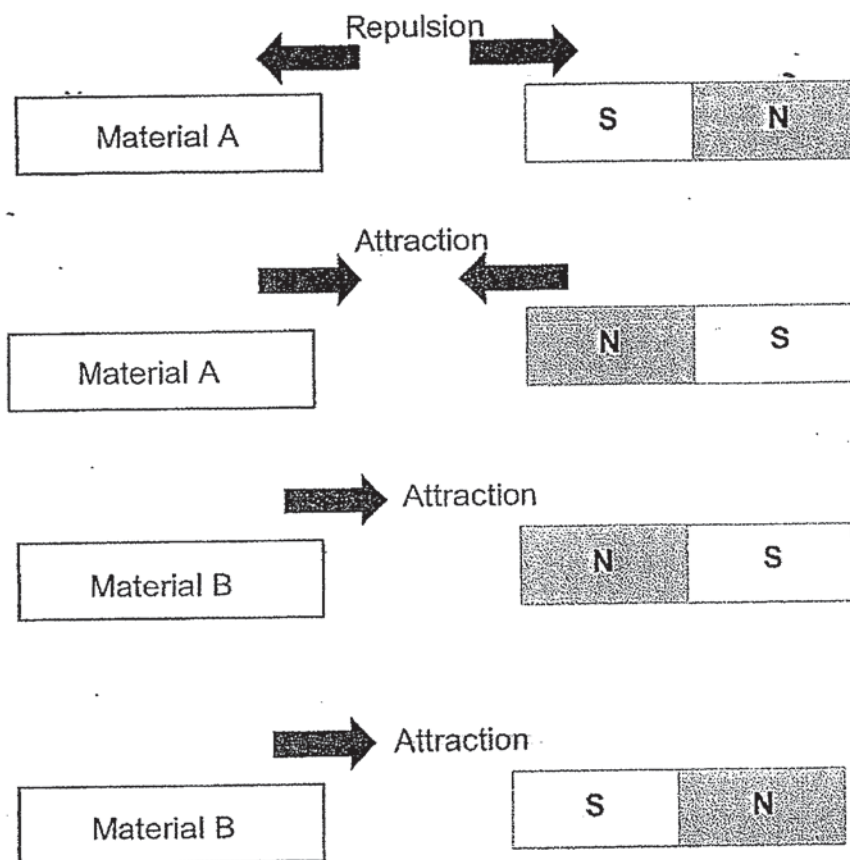 Repulsion
Material A
S N
Attraction
Material A
N S
Attraction
Material B
N S
Attraction
Material B
S N